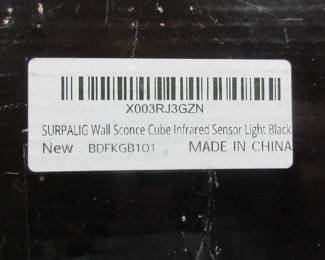 X003RJ3GZN
SURPALIG Wall Sconce Cube Infrared Sensor Light Black
New BDFKGB101 MADE IN CHINA